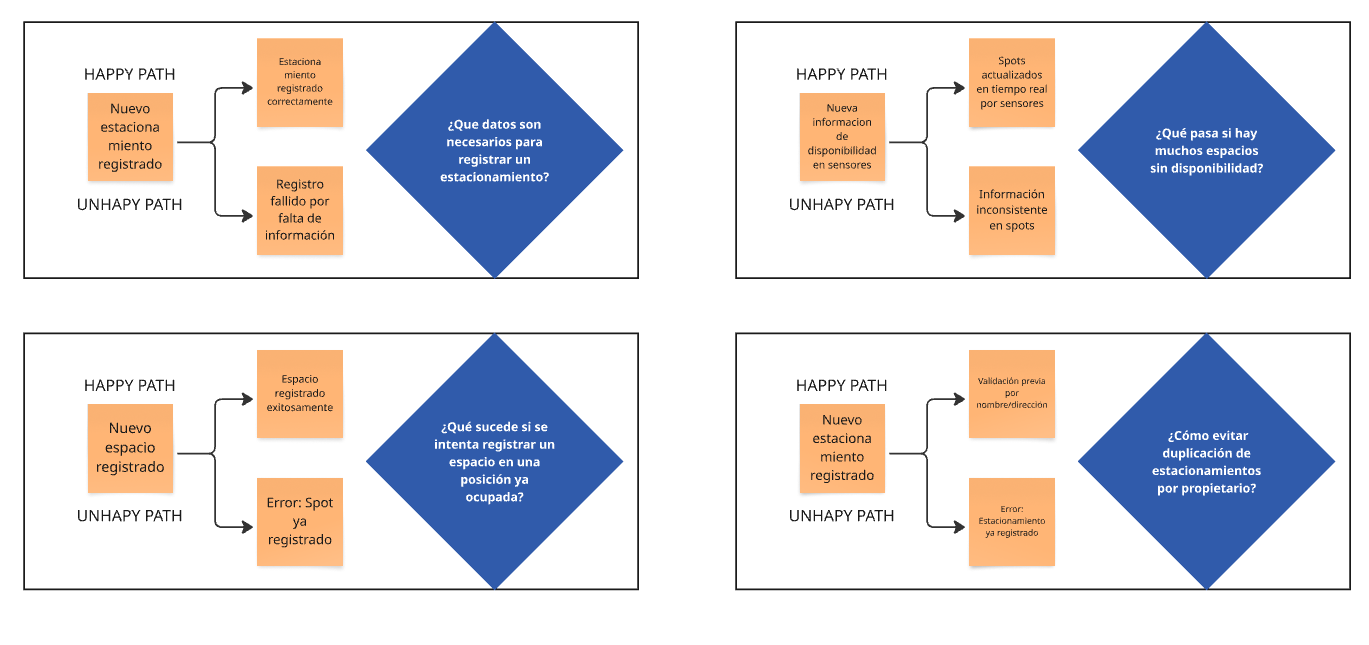 HAPPY PATH
Nuevo
estaciona
miento
registrado
UNHAPY PATH
Estaciona
miento
registrado
correctamente
Registro
fallido por
falta de
información
¿Que datos son
necesarios para
registrar un
estacionamiento?
HAPPY PATH
Nueva
informacion
de
disponibilidad
en sensores
UNHAPY PATH
Spots
actualizados
en tiempo real
por sensores
Información
inconsistente
en spots
¿Qué pasa si hay
muchos espacios
sin disponibilidad?
HAPPY PATH
Nuevo
espacio
registrado
UNHAPY PATH
Espacio
registrado
exitosamente
Error: Spot
ya
registrado
¿Qué sucede si se
intenta registrar un
espacio en una
posición ya
ocupada?
HAPPY PATH
Nuevo
estaciona
miento
registrado
UNHAPY PATH
Validación previa
por
nombre/dirección
Error:
Estacionamiento
ya registrado
¿Cómo evitar
duplicación de
estacionamientos
por propietario?